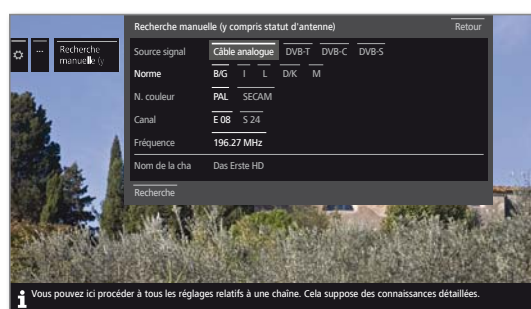 Recherche manuelle (y compris statut d'antenne) Retour
...
Recherche
manuelle (y
Source signal Câble analogue DVB-T DVB-C DVB-S
Norme B/G I L D/K M
N. couleur PAL SECAM
Canal E 08 S 24
Fréquence 196.27 MHz
Nom de la cha Das Erste HD
Recherche
Vous pouvez ici procéder à tous les réglages relatifs à une chaîne. Cela suppose des connaissances détaillées.